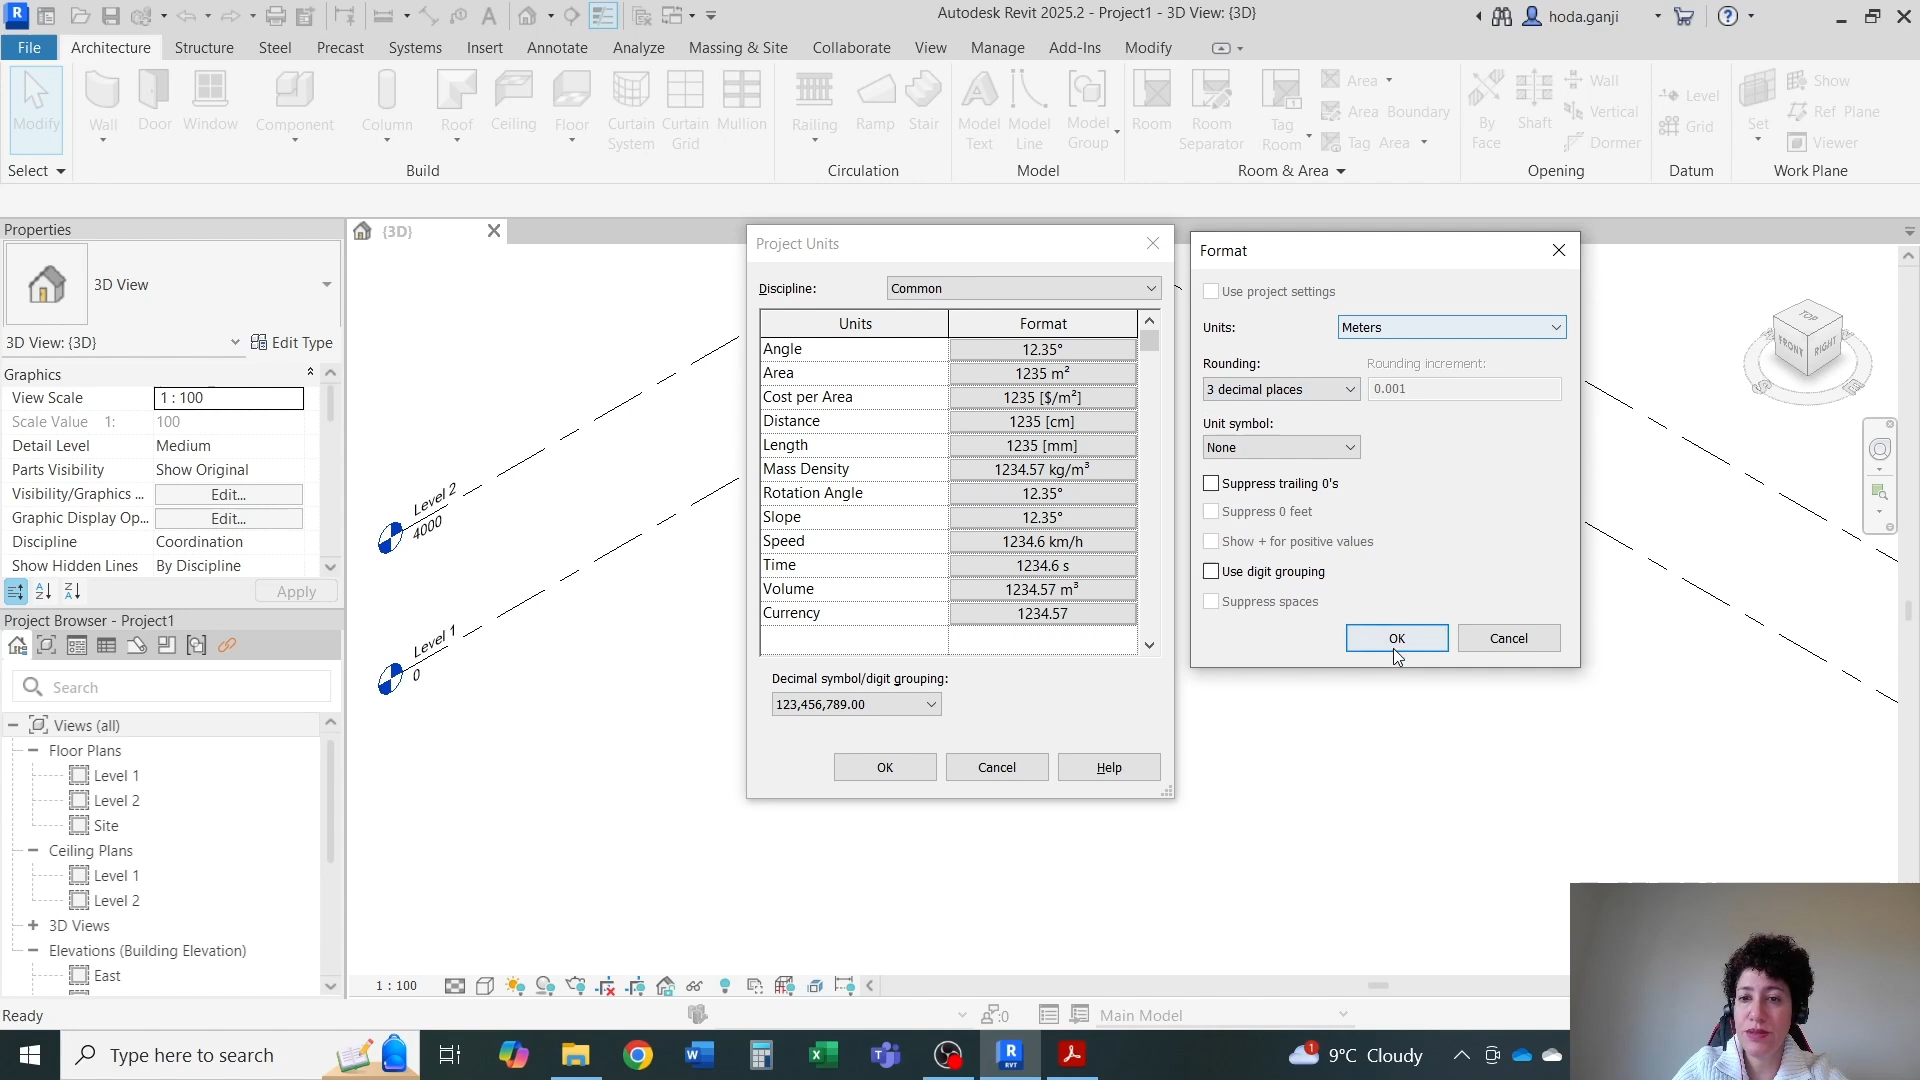 Autodesk Revit 2025.2 - Project1 - 3D View: {3D}
hoda.ganji
File
Architecture
Structure
Steel
Precast
Systems
Insert
Annotate
Analyze
Massing & Site
Collaborate
View
Manage
Add-Ins
Modify
Modify
Wall
Door
Window
Component
Column
Roof
Ceiling
Floor
Curtain System
Curtain Grid
Mullion
Railing
Ramp
Stair
Model Text
Model Line
Model Group
Room
Room Separator
Tag Room
Area
Area Boundary
Tag Area
By Face
Shaft
Wall
Vertical
Dormer
Level
Grid
Set
Show
Ref Plane
Viewer
Select
Build
Circulation
Model
Room & Area
Opening
Datum
Work Plane
Properties
3D View
3D View: {3D}
Edit Type
Graphics
View Scale 1 : 100
Scale Value 1: 100
Detail Level Medium
Parts Visibility Show Original
Visibility/Graphics ... Edit...
Graphic Display Op... Edit...
Discipline Coordination
Show Hidden Lines By Discipline
Apply
Project Browser - Project1
Search
Views (all)
Floor Plans
Level 1
Level 2
Site
Ceiling Plans
Level 1
Level 2
3D Views
Elevations (Building Elevation)
East
{3D}
Level 2
4000
Level 1
0
Project Units
Discipline: Common
Units Format
Angle 12.35°
Area 1235 m²
Cost per Area 1235 [$/m²]
Distance 1235 [cm]
Length 1235 [mm]
Mass Density 1234.57 kg/m³
Rotation Angle 12.35°
Slope 12.35°
Speed 1234.6 km/h
Time 1234.6 s
Volume 1234.57 m³
Currency 1234.57
Decimal symbol/digit grouping:
123,456,789.00
OK Cancel Help
Format
Use project settings
Units: Meters
Rounding: Rounding increment:
3 decimal places 0.001
Unit symbol:
None
Suppress trailing 0's
Suppress 0 feet
Show + for positive values
Use digit grouping
Suppress spaces
OK Cancel
TOP
FRONT
RIGHT
1 : 100
Ready
:0
Main Model
Type here to search
1
9°C Cloudy